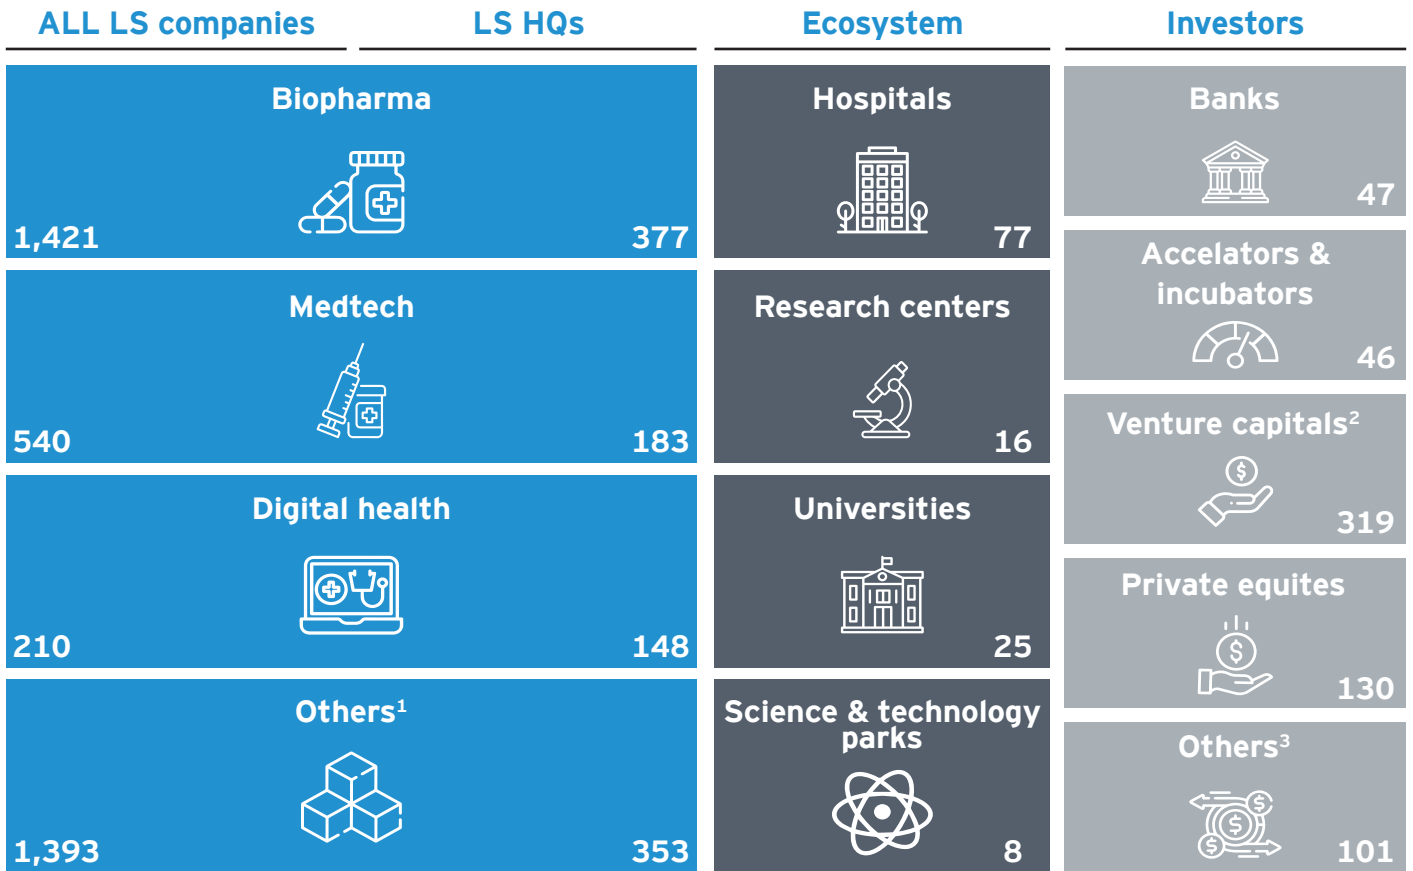 ALL LS companies
LS HQs
Ecosystem
Investors
Biopharma
1,421
377
Medtech
540
183
Digital health
210
148
Others¹
1,393
353
Hospitals
77
Research centers
16
Universities
25
Science & technology
parks
8
Banks
47
Accelators &
incubators
46
Venture capitals²
$
319
Private equites
$
130
Others³
$
$
$
101